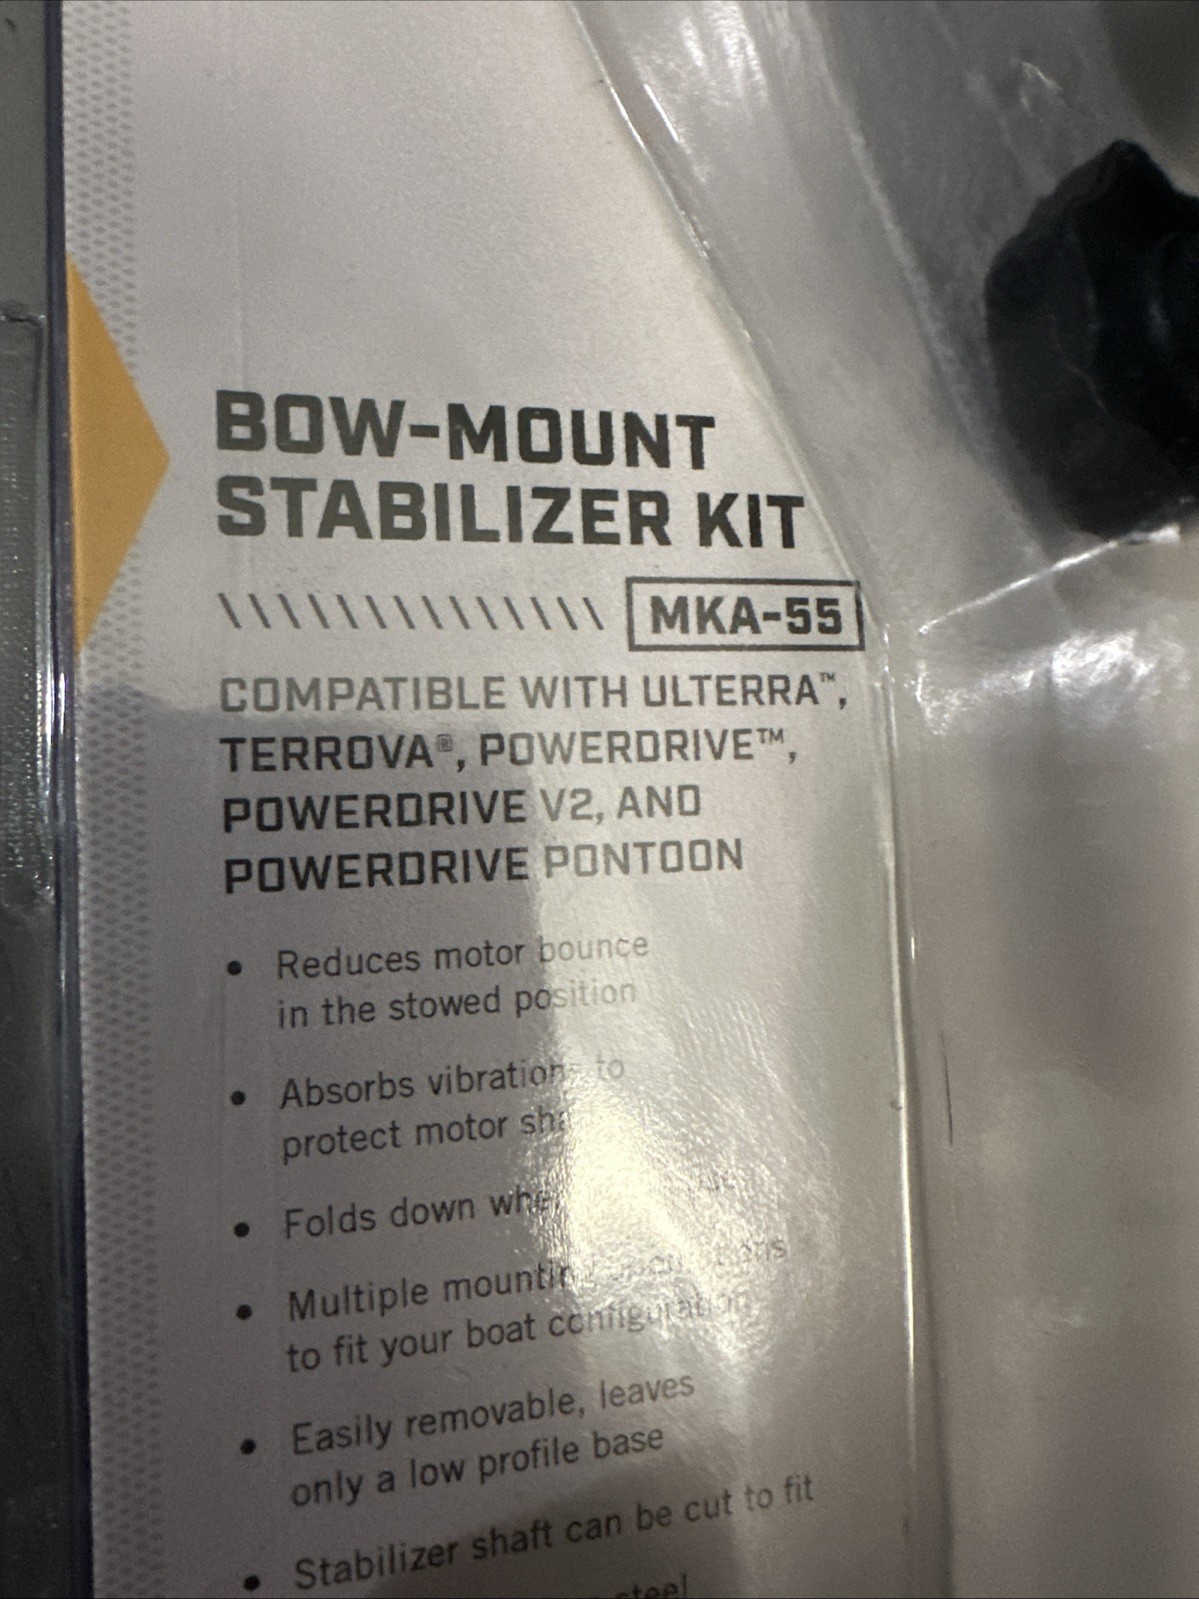 BOW-MOUNT
STABILIZER KIT
MKA-55
COMPATIBLE WITH ULTERRA™,
TERROVA®, POWERDRIVE™,
POWERDRIVE V2, AND
POWERDRIVE PONTOON
• Reduces motor bounce
in the stowed position
• Absorbs vibrations to
protect motor
• Folds down
• Multiple mounting
to fit your boat configuration
• Easily removable, leaves
only a low profile base
• Stabilizer shaft can be cut to fit
steel